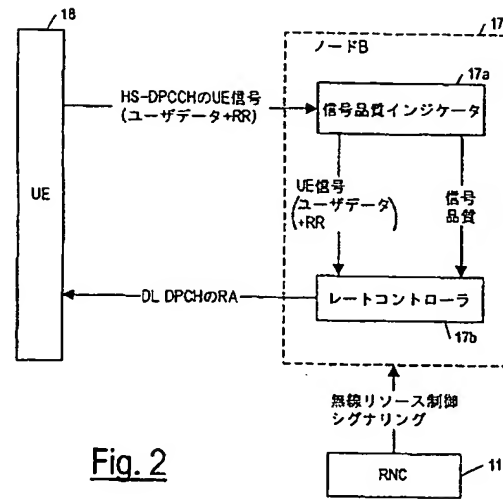 18
17
ノードB
17a
HS-DPCCHのUE信号
(ユーザデータ+RR)
信号品質インジケータ
UE
UE信号
(ユーザデータ
+RR)
信号
品質
DL DPCHのRA
レートコントローラ
17b
無線リソース制御
シグナリング
Fig. 2
RNC
11